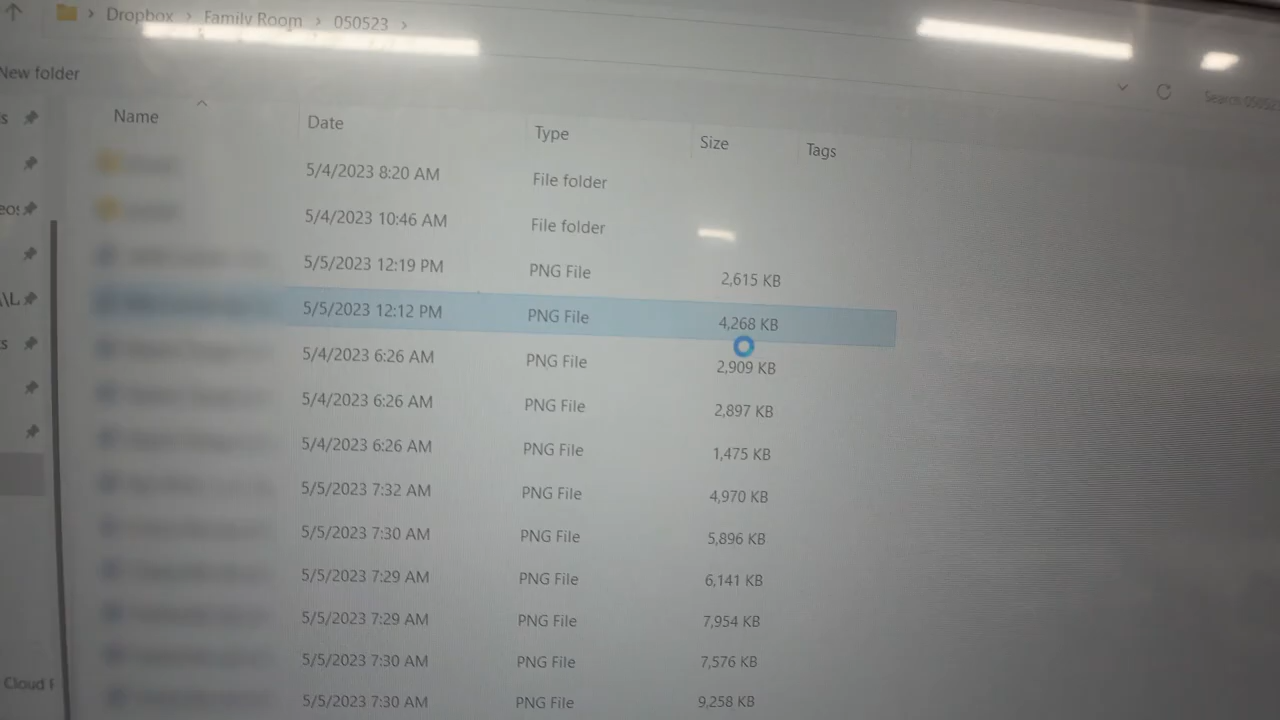 Dropbox > Family Room > 050523 >
New folder
Search 0505
Name Date Type Size Tags
5/4/2023 8:20 AM File folder
5/4/2023 10:46 AM File folder
5/5/2023 12:19 PM PNG File 2,615 KB
5/5/2023 12:12 PM PNG File 4,268 KB
5/4/2023 6:26 AM PNG File 2,909 KB
5/4/2023 6:26 AM PNG File 2,897 KB
5/4/2023 6:26 AM PNG File 1,475 KB
5/5/2023 7:32 AM PNG File 4,970 KB
5/5/2023 7:30 AM PNG File 5,896 KB
5/5/2023 7:29 AM PNG File 6,141 KB
5/5/2023 7:29 AM PNG File 7,954 KB
5/5/2023 7:30 AM PNG File 7,576 KB
Cloud F
5/5/2023 7:30 AM PNG File 9,258 KB